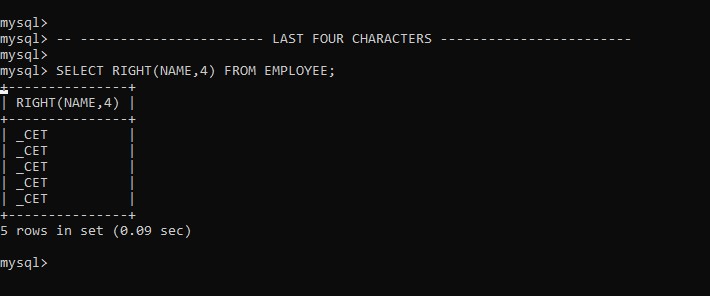 mysql>
mysql> -- ----------------------- LAST FOUR CHARACTERS ------------------------
mysql>
mysql> SELECT RIGHT(NAME,4) FROM EMPLOYEE;
+---------------+
| RIGHT(NAME,4) |
+---------------+
| _CET          |
| _CET          |
| _CET          |
| _CET          |
| _CET          |
+---------------+
5 rows in set (0.09 sec)
mysql>